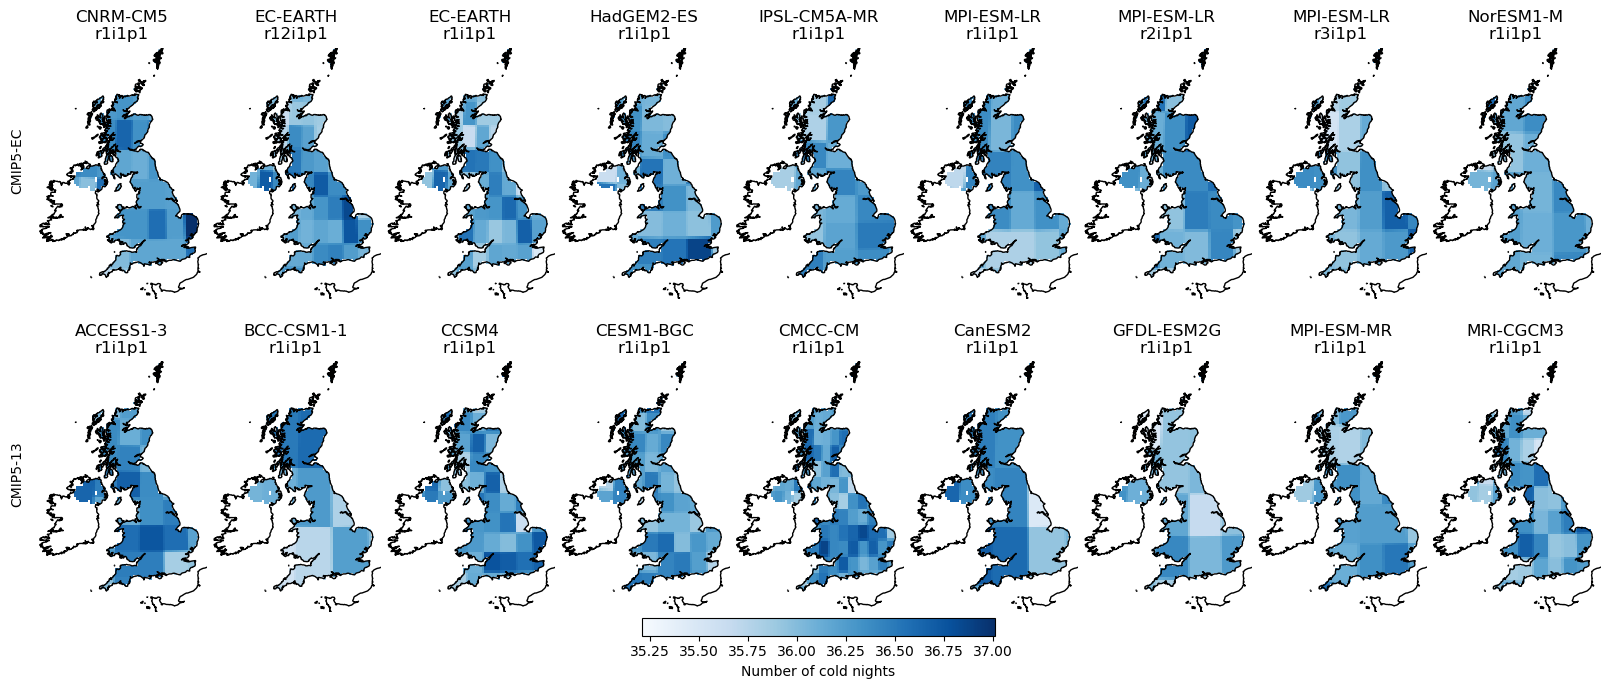 CNRM-CM5 EC-EARTH EC-EARTH HadGEM2-ES IPSL-CM5A-MR MPI-ESM-LR MPI-ESM-LR MPI-ESM-LR NorESM1-M
r1i1p1 r12i1p1 r1i1p1 r1i1p1 r1i1p1 r1i1p1 r2i1p1 r3i1p1 r1i1p1
CMIP5-EC
ACCESS1-3 BCC-CSM1-1 CCSM4 CESM1-BGC CMCC-CM CanESM2 GFDL-ESM2G MPI-ESM-MR MRI-CGCM3
r1i1p1 r1i1p1 r1i1p1 r1i1p1 r1i1p1 r1i1p1 r1i1p1 r1i1p1 r1i1p1
CMIP5-13
35.25 35.50 35.75 36.00 36.25 36.50 36.75 37.00
Number of cold nights